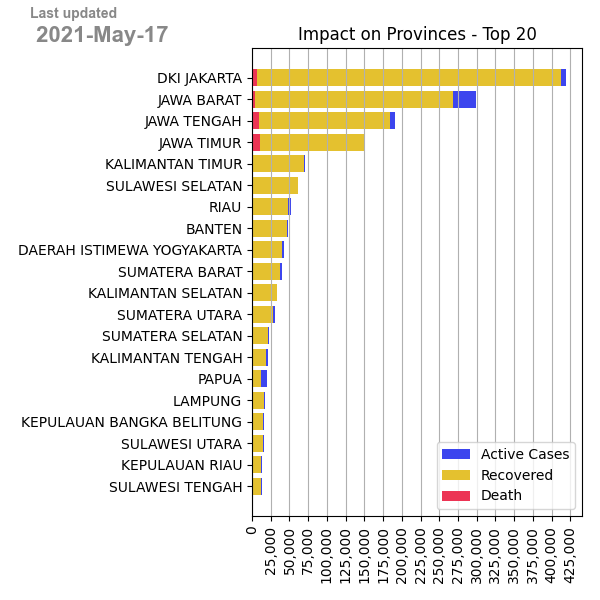 Last updated
2021-May-17
Impact on Provinces - Top 20
DKI JAKARTA
JAWA BARAT
JAWA TENGAH
JAWA TIMUR
KALIMANTAN TIMUR
SULAWESI SELATAN
RIAU
BANTEN
DAERAH ISTIMEWA YOGYAKARTA
SUMATERA BARAT
KALIMANTAN SELATAN
SUMATERA UTARA
SUMATERA SELATAN
KALIMANTAN TENGAH
PAPUA
LAMPUNG
KEPULAUAN BANGKA BELITUNG
SULAWESI UTARA
KEPULAUAN RIAU
SULAWESI TENGAH
Active Cases
Recovered
Death
0
25,000
50,000
75,000
100,000
125,000
150,000
175,000
200,000
225,000
250,000
275,000
300,000
325,000
350,000
375,000
400,000
425,000